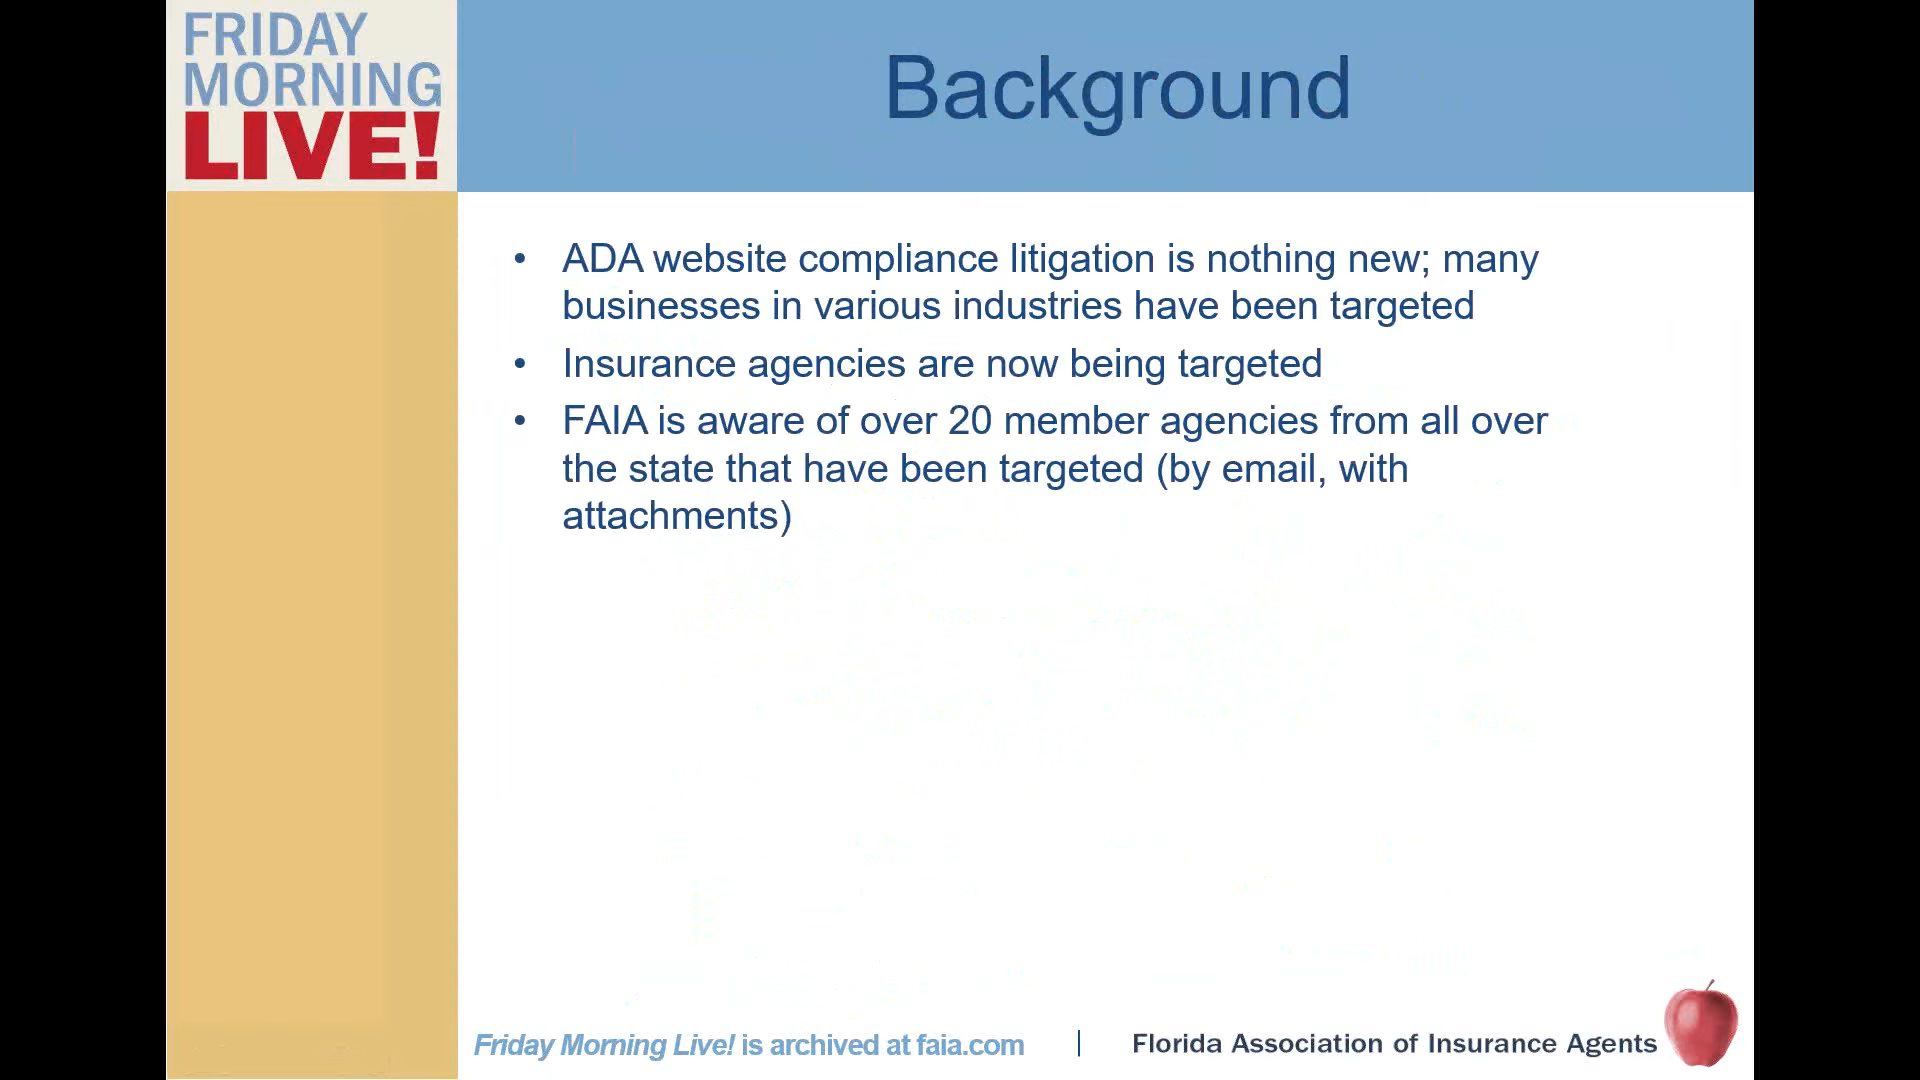 FRIDAY
MORNING
LIVE!
Background
• ADA website compliance litigation is nothing new; many
businesses in various industries have been targeted
• Insurance agencies are now being targeted
• FAIA is aware of over 20 member agencies from all over
the state that have been targeted (by email, with
attachments)
Friday Morning Live! is archived at faia.com | Florida Association of Insurance Agents